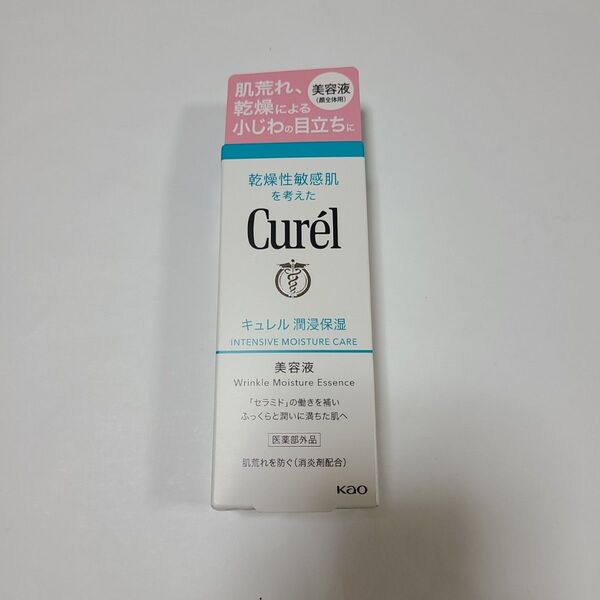 肌荒れ、
乾燥による
小じわの目立ちに
美容液
(顔全体用)
乾燥性敏感肌
を考えた
Curél
キュレル 潤浸保湿
INTENSIVE MOISTURE CARE
美容液
Wrinkle Moisture Essence
「セラミド」の働きを補い
ふっくらと潤いに満ちた肌へ
医薬部外品
肌荒れを防ぐ(消炎剤配合)
Kao